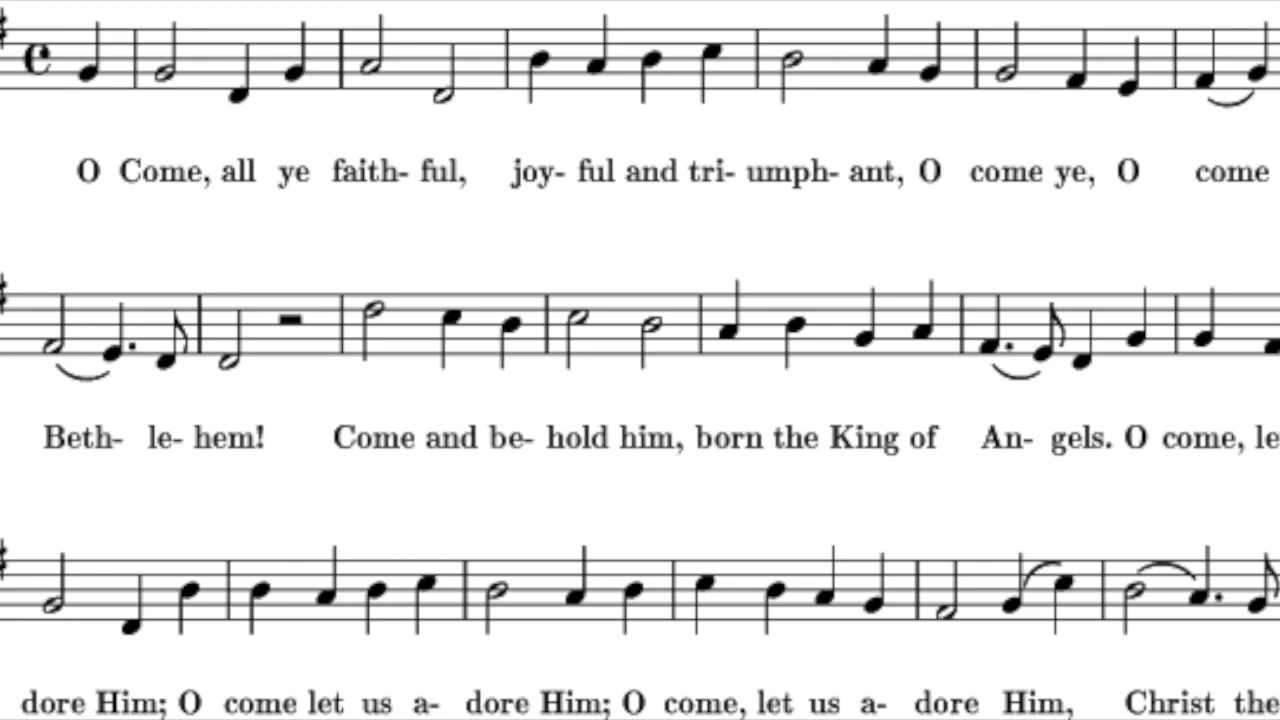 O Come, all ye faith- ful, joy- ful and tri- umph- ant, O come ye, O come
Beth- le- hem! Come and be- hold him, born the King of An- gels. O come, le
dore Him; O come let us a- dore Him; O come, let us a- dore Him, Christ the